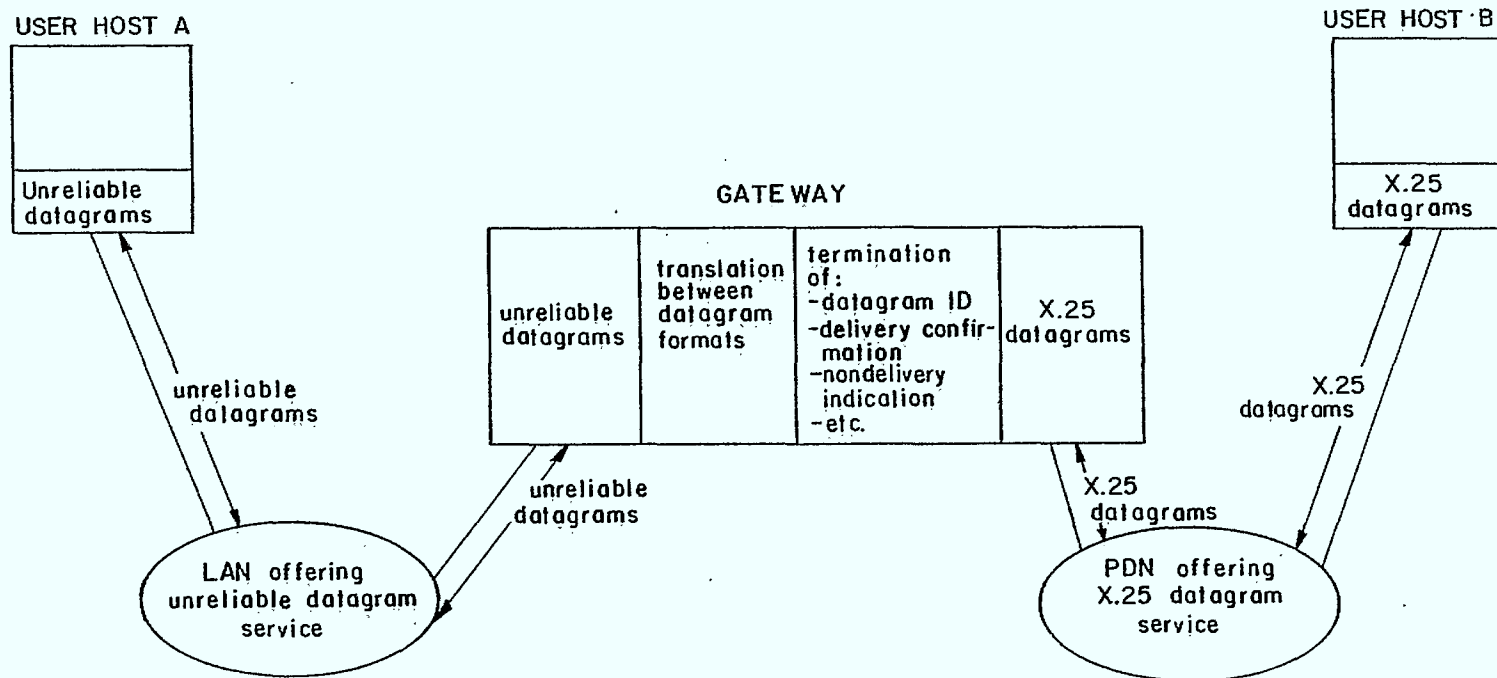 USER HOST A
USER HOST B
Unreliable
datagrams
X.25
datagrams
GATEWAY
unreliable
datagrams
translation
between
datagram
formats
termination
of:
-datagram ID
-delivery confir-
mation
-nondelivery
indication
-etc.
X.25
datagrams
unreliable
datagrams
unreliable
datagrams
X.25
datagrams
X.25
datagrams
LAN offering
unreliable datagram
service
PDN offering
X.25 datagram
service